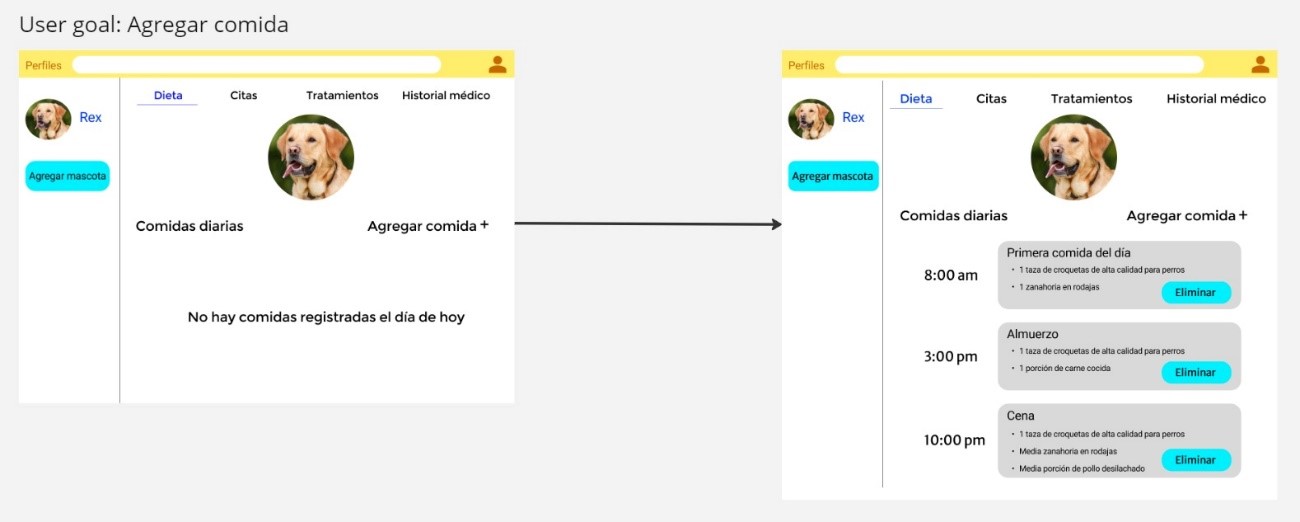 User goal: Agregar comida
Perfiles
Dieta
Citas
Tratamientos
Historial médico
Rex
Agregar mascota
Comidas diarias
Agregar comida +
No hay comidas registradas el día de hoy
Perfiles
Dieta
Citas
Tratamientos
Historial médico
Rex
Agregar mascota
Comidas diarias
Agregar comida +
8:00 am
Primera comida del día
• 1 taza de croquetas de alta calidad para perros
• 1 zanahoria en rodajas
Eliminar
3:00 pm
Almuerzo
• 1 taza de croquetas de alta calidad para perros
• 1 porción de carne cocida
Eliminar
10:00 pm
Cena
• 1 taza de croquetas de alta calidad para perros
• Media zanahoria en rodajas
• Media porción de pollo desilachado
Eliminar